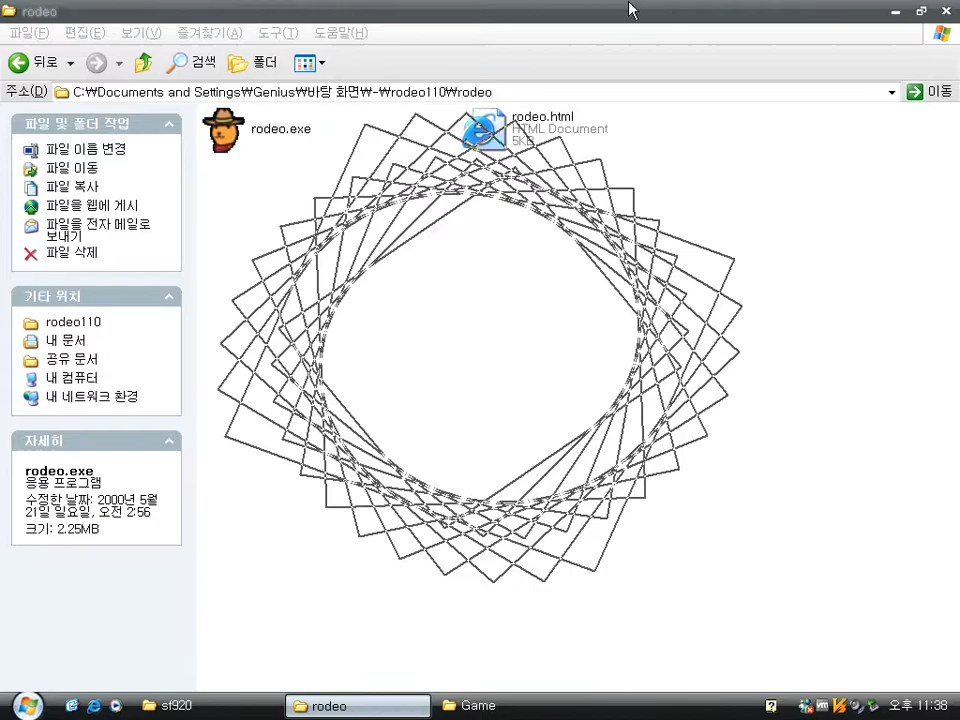 rodeo
파일(F) 편집(E) 보기(V) 즐겨찾기(A) 도구(T) 도움말(H)
뒤로 검색 폴더
주소(D) C:₩Documents and Settings₩Genius₩바탕 화면₩-₩rodeo110₩rodeo 이동
파일 및 폴더 작업
파일 이름 변경
파일 이동
파일 복사
파일을 웹에 게시
파일을 전자 메일로
보내기
파일 삭제
기타 위치
rodeo110
내 문서
공유 문서
내 컴퓨터
내 네트워크 환경
자세히
rodeo.exe
응용 프로그램
수정한 날짜: 2000년 5월
21일 일요일, 오전 2:56
크기: 2.25MB
rodeo.exe
rodeo.html
HTML Document
5KB
sf920 rodeo Game 오후 11:38